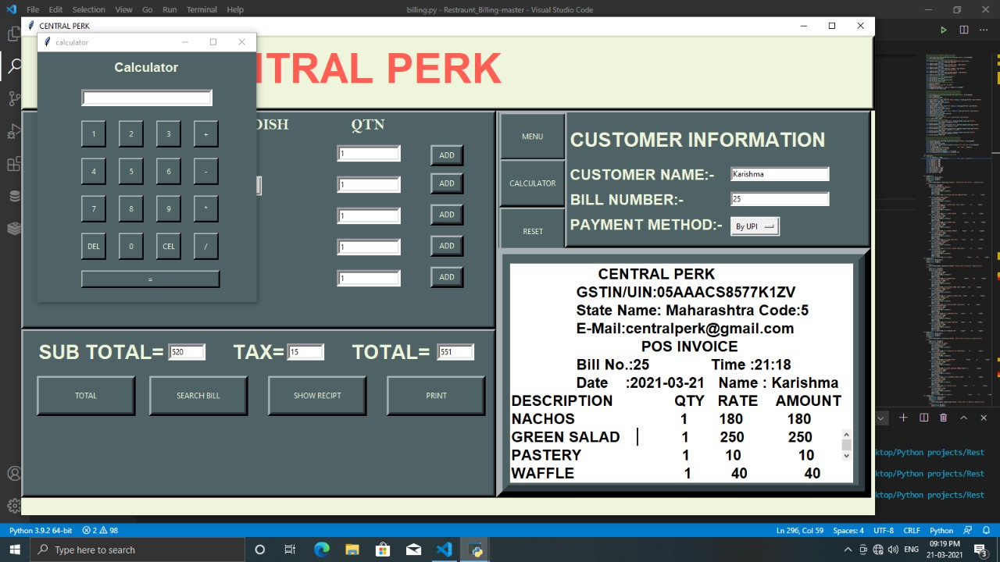 File Edit Selection View Go Run Terminal Help billing.py - Restraunt_Billing-master - Visual Studio Code
CENTRAL PERK
calculator
NTRAL PERK
Calculator
1 2 3 +
4 5 6 -
7 8 9 *
DEL 0 CEL /
=
DISH QTN
1 ADD
1 ADD
1 ADD
1 ADD
1 ADD
MENU
CALCULATOR
RESET
CUSTOMER INFORMATION
CUSTOMER NAME:- Karishma
BILL NUMBER:- 25
PAYMENT METHOD:- By UPI
SUB TOTAL= 520 TAX= 15 TOTAL= 551
TOTAL SEARCH BILL SHOW RECIPT PRINT
CENTRAL PERK
GSTIN/UIN:05AAACS8577K1ZV
State Name: Maharashtra Code:5
E-Mail:centralperk@gmail.com
POS INVOICE
Bill No.:25 Time :21:18
Date :2021-03-21 Name : Karishma
DESCRIPTION QTY RATE AMOUNT
NACHOS 1 180 180
GREEN SALAD 1 250 250
PASTERY 1 10 10
WAFFLE 1 40 40
ktop/Python projects/Rest
ktop/Python projects/Rest
ktop/Python projects/Rest
Python 3.9.2 64-bit 2 98 Ln 296, Col 59 Spaces: 4 UTF-8 CRLF Python
Type here to search
ENG
09:19 PM
21-03-2021
3